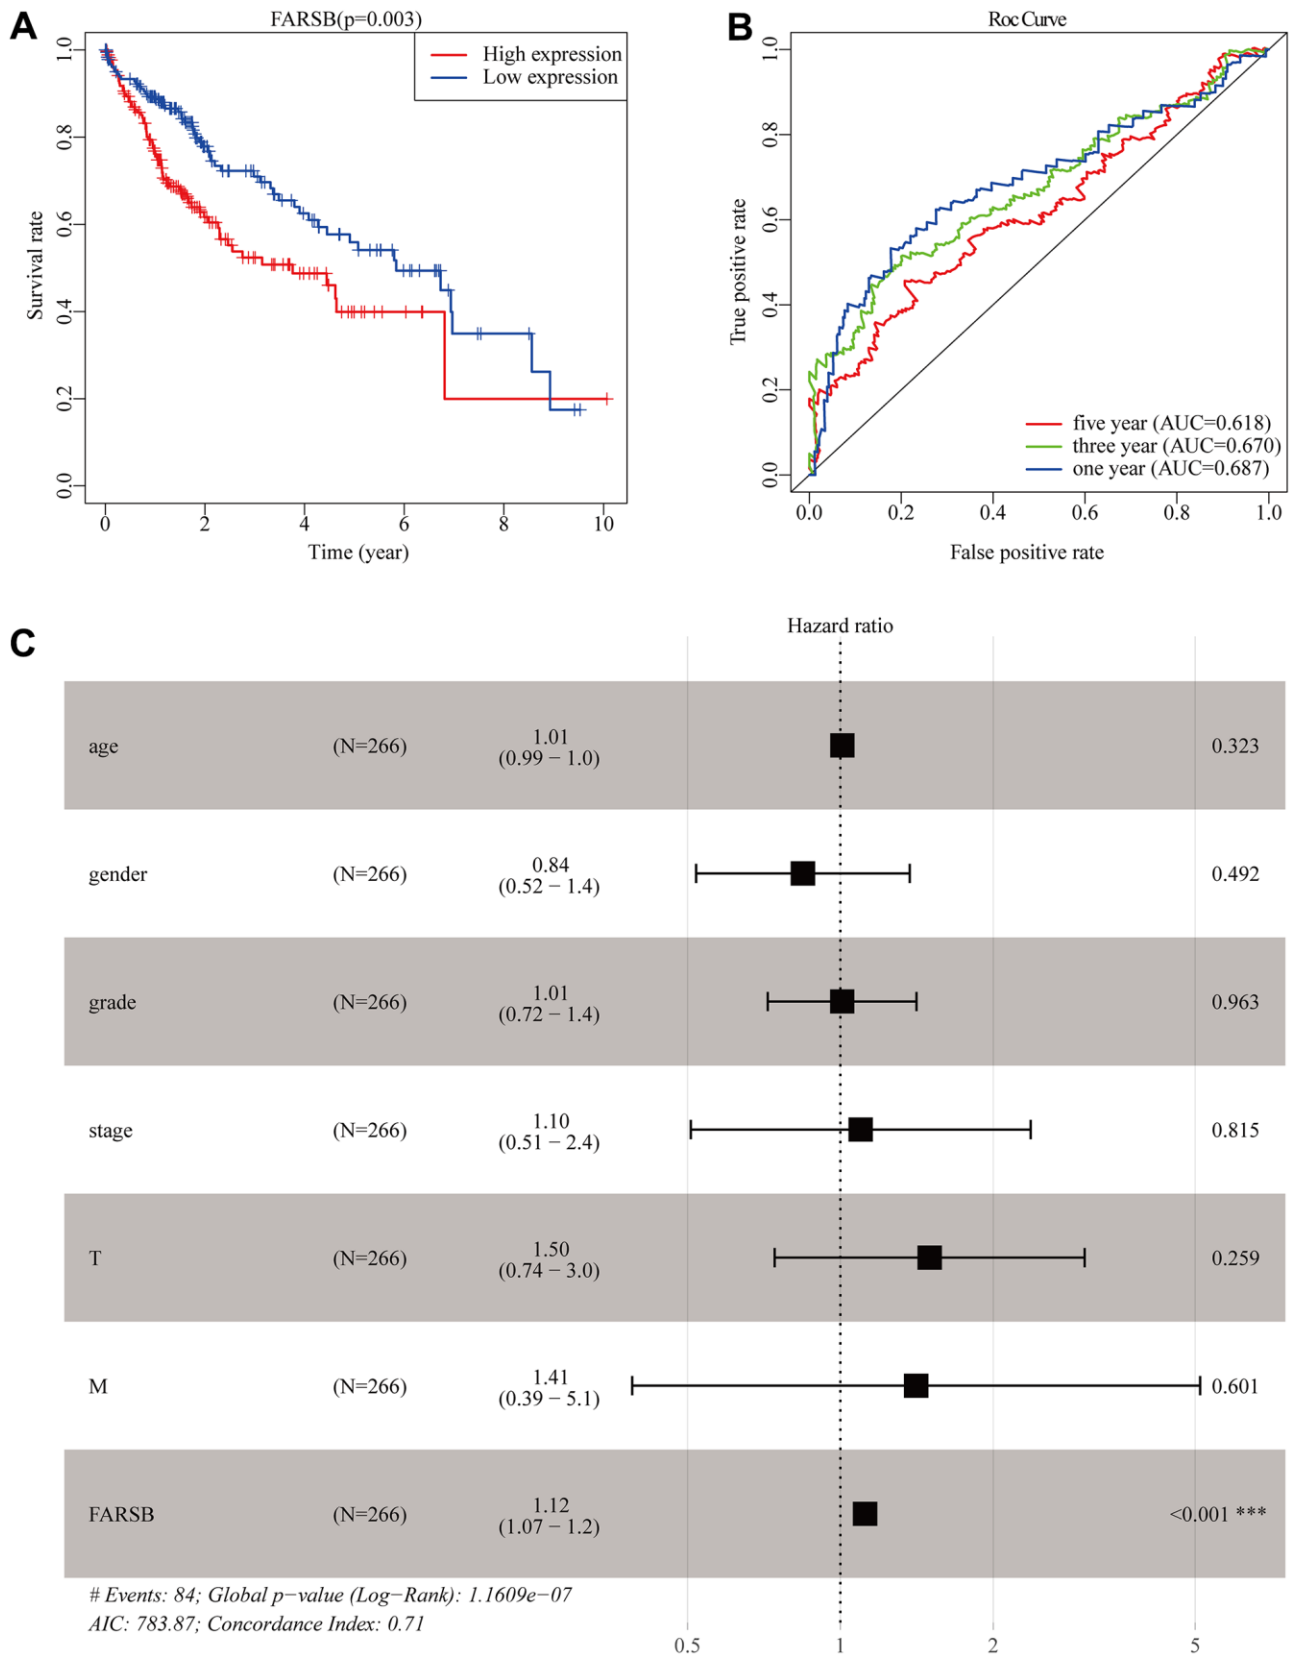 A
FARSB(p=0.003)
High expression
Low expression
Survival rate
1.0
0.8
0.6
0.4
0.2
0.0
0 2 4 6 8 10
Time (year)
B
Roc Curve
True positive rate
1.0
0.8
0.6
0.4
0.2
0.0
five year (AUC=0.618)
three year (AUC=0.670)
one year (AUC=0.687)
0.0 0.2 0.4 0.6 0.8 1.0
False positive rate
C
Hazard ratio
age (N=266) 1.01 0.323
(0.99 − 1.0)
gender (N=266) 0.84 0.492
(0.52 − 1.4)
grade (N=266) 1.01 0.963
(0.72 − 1.4)
stage (N=266) 1.10 0.815
(0.51 − 2.4)
T (N=266) 1.50 0.259
(0.74 − 3.0)
M (N=266) 1.41 0.601
(0.39 − 5.1)
FARSB (N=266) 1.12 <0.001 ***
(1.07 − 1.2)
# Events: 84; Global p−value (Log−Rank): 1.1609e−07
AIC: 783.87; Concordance Index: 0.71
0.5 1 2 5